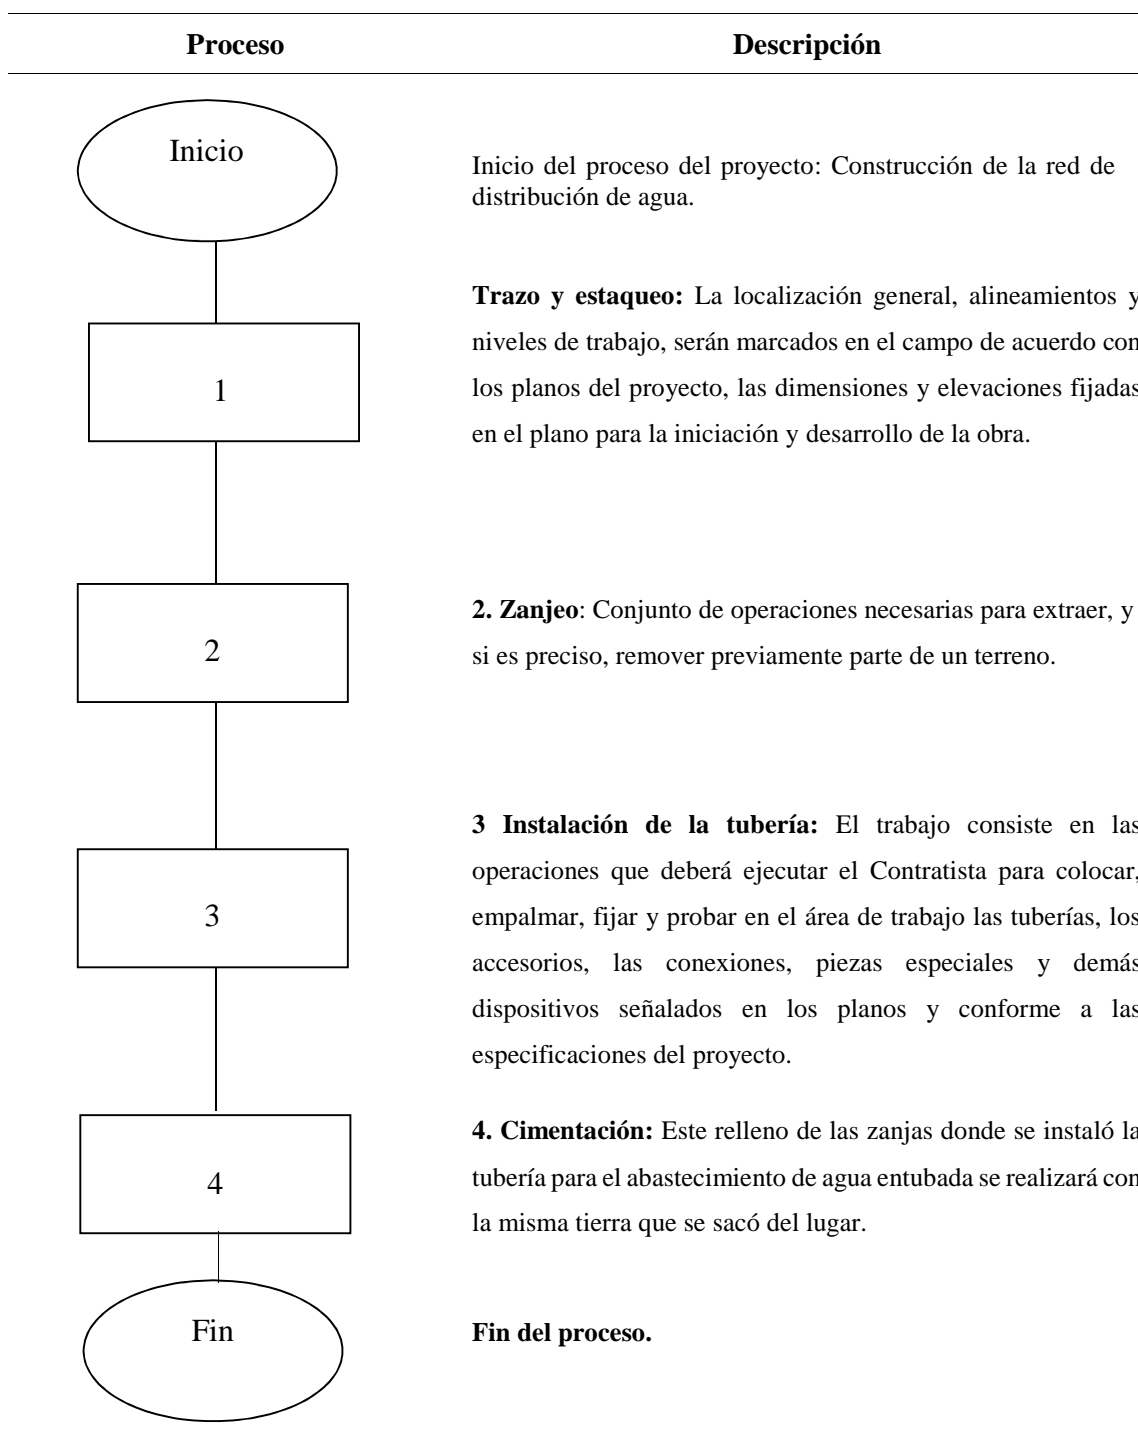 Proceso Descripción
Inicio
Inicio del proceso del proyecto: Construcción de la red de
distribución de agua.
Trazo y estaqueo: La localización general, alineamientos y
niveles de trabajo, serán marcados en el campo de acuerdo con
los planos del proyecto, las dimensiones y elevaciones fijadas
en el plano para la iniciación y desarrollo de la obra.
1
2. Zanjeo: Conjunto de operaciones necesarias para extraer, y
si es preciso, remover previamente parte de un terreno.
2
3 Instalación de la tubería: El trabajo consiste en las
operaciones que deberá ejecutar el Contratista para colocar,
empalmar, fijar y probar en el área de trabajo las tuberías, los
accesorios, las conexiones, piezas especiales y demás
dispositivos señalados en los planos y conforme a las
especificaciones del proyecto.
3
4. Cimentación: Este relleno de las zanjas donde se instaló la
tubería para el abastecimiento de agua entubada se realizará con
la misma tierra que se sacó del lugar.
4
Fin
Fin del proceso.